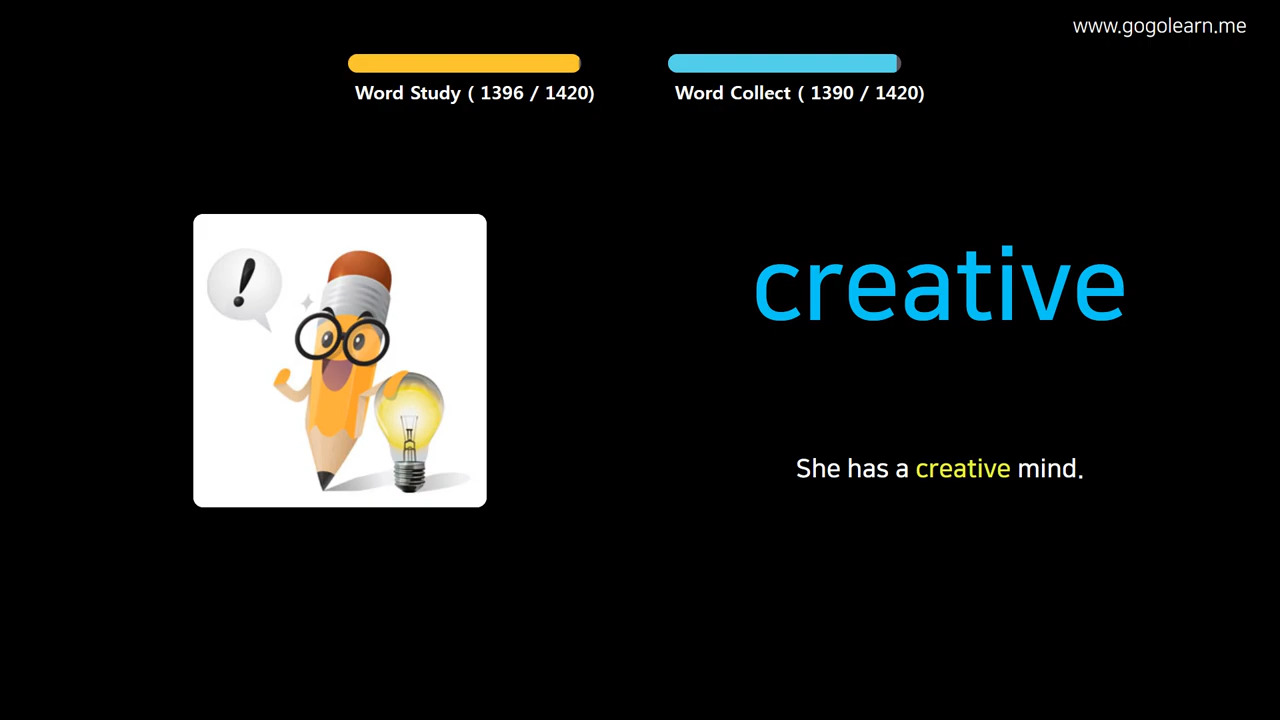 www.gogolearn.me
Word Study ( 1396 / 1420)
Word Collect ( 1390 / 1420)
!
creative
She has a creative mind.